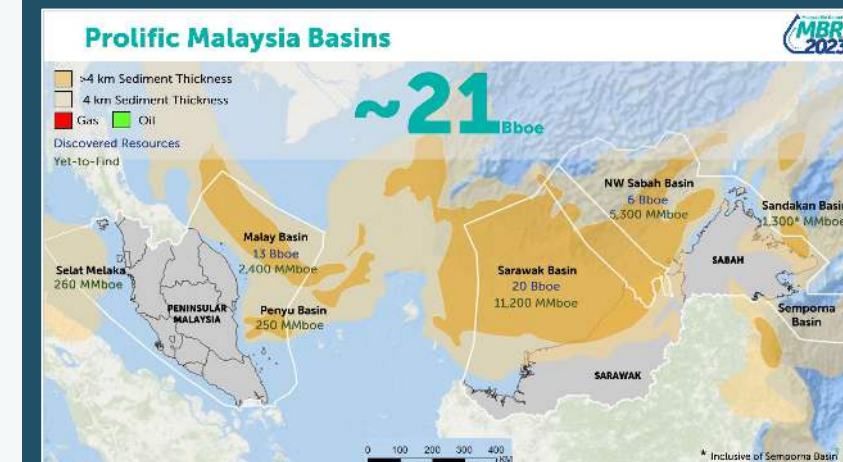 Prolific Malaysia Basins
MBR
2023
>4 km Sediment Thickness
4 km Sediment Thickness
Gas Oil
Discovered Resources
Yet-to-Find
~21 Bboe
Malay Basin
13 Bboe
2,400 MMboe
Selat Melaka
260 MMboe
PENINSULAR
MALAYSIA
Penyu Basin
250 MMboe
NW Sabah Basin
6 Bboe
5,300 MMboe
Sandakan Basin
1,300* MMboe
SABAH
Sarawak Basin
20 Bboe
11,200 MMboe
Semporna
Basin
SARAWAK
0 100 200 300 400
KM
* Inclusive of Semporna Basin